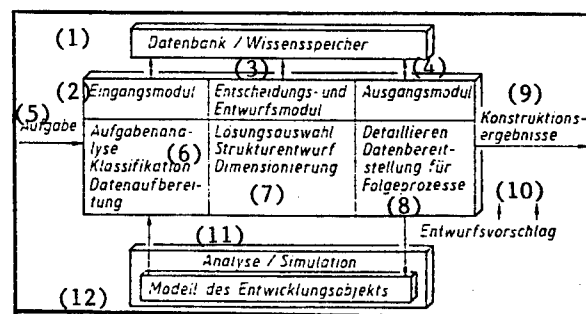 (1)
Datenbank / Wissensspeicher
(2)
(3)
(4)
Eingangsmodul
Entscheidungs- und
Entwurfsmodul
Ausgangsmodul
(5)
Aufgabe
Aufgabenana-
lyse
Klassifikation
Datenaufberei-
tung
(6)
Lösungsauswahl
Strukturentwurf
Dimensionierung
(7)
Detaillieren
Datenbereit-
stellung für
Folgeprozesse
(8)
(9)
Konstruktions-
ergebnisse
(10)
Entwurfsvorschlag
(11)
Analyse / Simulation
Modell des Entwicklungsobjekts
(12)